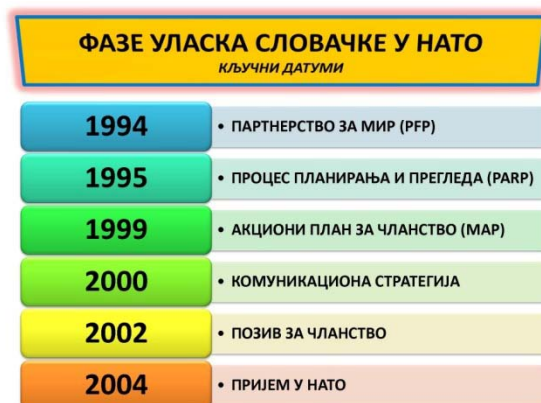 ФАЗЕ УЛАСКА СЛОВАЧКЕ У НАТО
КЉУЧНИ ДАТУМИ
1994 • ПАРТНЕРСТВО ЗА МИР (PFP)
1995 • ПРОЦЕС ПЛАНИРАЊА И ПРЕГЛЕДА (PARP)
1999 • АКЦИОНИ ПЛАН ЗА ЧЛАНСТВО (MAP)
2000 • КОМУНИКАЦИОНА СТРАТЕГИЈА
2002 • ПОЗИВ ЗА ЧЛАНСТВО
2004 • ПРИЈЕМ У НАТО